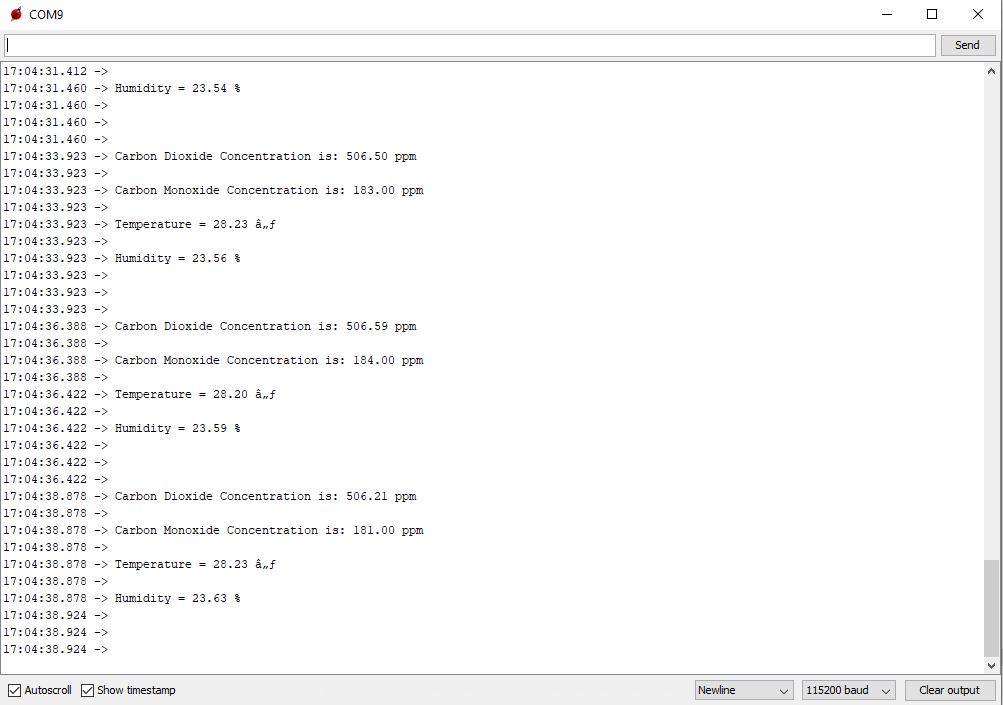 COM9
Send
17:04:31.412 ->
17:04:31.460 -> Humidity = 23.54 %
17:04:31.460 ->
17:04:31.460 ->
17:04:31.460 ->
17:04:33.923 -> Carbon Dioxide Concentration is: 506.50 ppm
17:04:33.923 ->
17:04:33.923 -> Carbon Monoxide Concentration is: 183.00 ppm
17:04:33.923 ->
17:04:33.923 -> Temperature = 28.23 â„ƒ
17:04:33.923 ->
17:04:33.923 -> Humidity = 23.56 %
17:04:33.923 ->
17:04:33.923 ->
17:04:33.923 ->
17:04:36.388 -> Carbon Dioxide Concentration is: 506.59 ppm
17:04:36.388 ->
17:04:36.388 -> Carbon Monoxide Concentration is: 184.00 ppm
17:04:36.388 ->
17:04:36.422 -> Temperature = 28.20 â„ƒ
17:04:36.422 ->
17:04:36.422 -> Humidity = 23.59 %
17:04:36.422 ->
17:04:36.422 ->
17:04:36.422 ->
17:04:38.878 -> Carbon Dioxide Concentration is: 506.21 ppm
17:04:38.878 ->
17:04:38.878 -> Carbon Monoxide Concentration is: 181.00 ppm
17:04:38.878 ->
17:04:38.878 -> Temperature = 28.23 â„ƒ
17:04:38.878 ->
17:04:38.878 -> Humidity = 23.63 %
17:04:38.924 ->
17:04:38.924 ->
17:04:38.924 ->
Autoscroll Show timestamp Newline 115200 baud Clear output